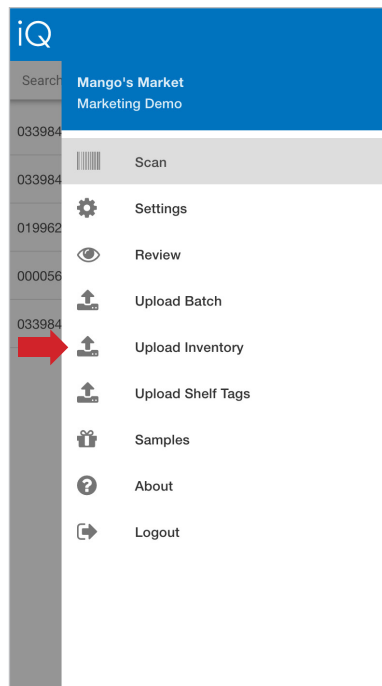 iQ
Search
Mango's Market
Marketing Demo
033984
033984
019962
000056
033984
Scan
Settings
Review
Upload Batch
Upload Inventory
Upload Shelf Tags
Samples
About
Logout